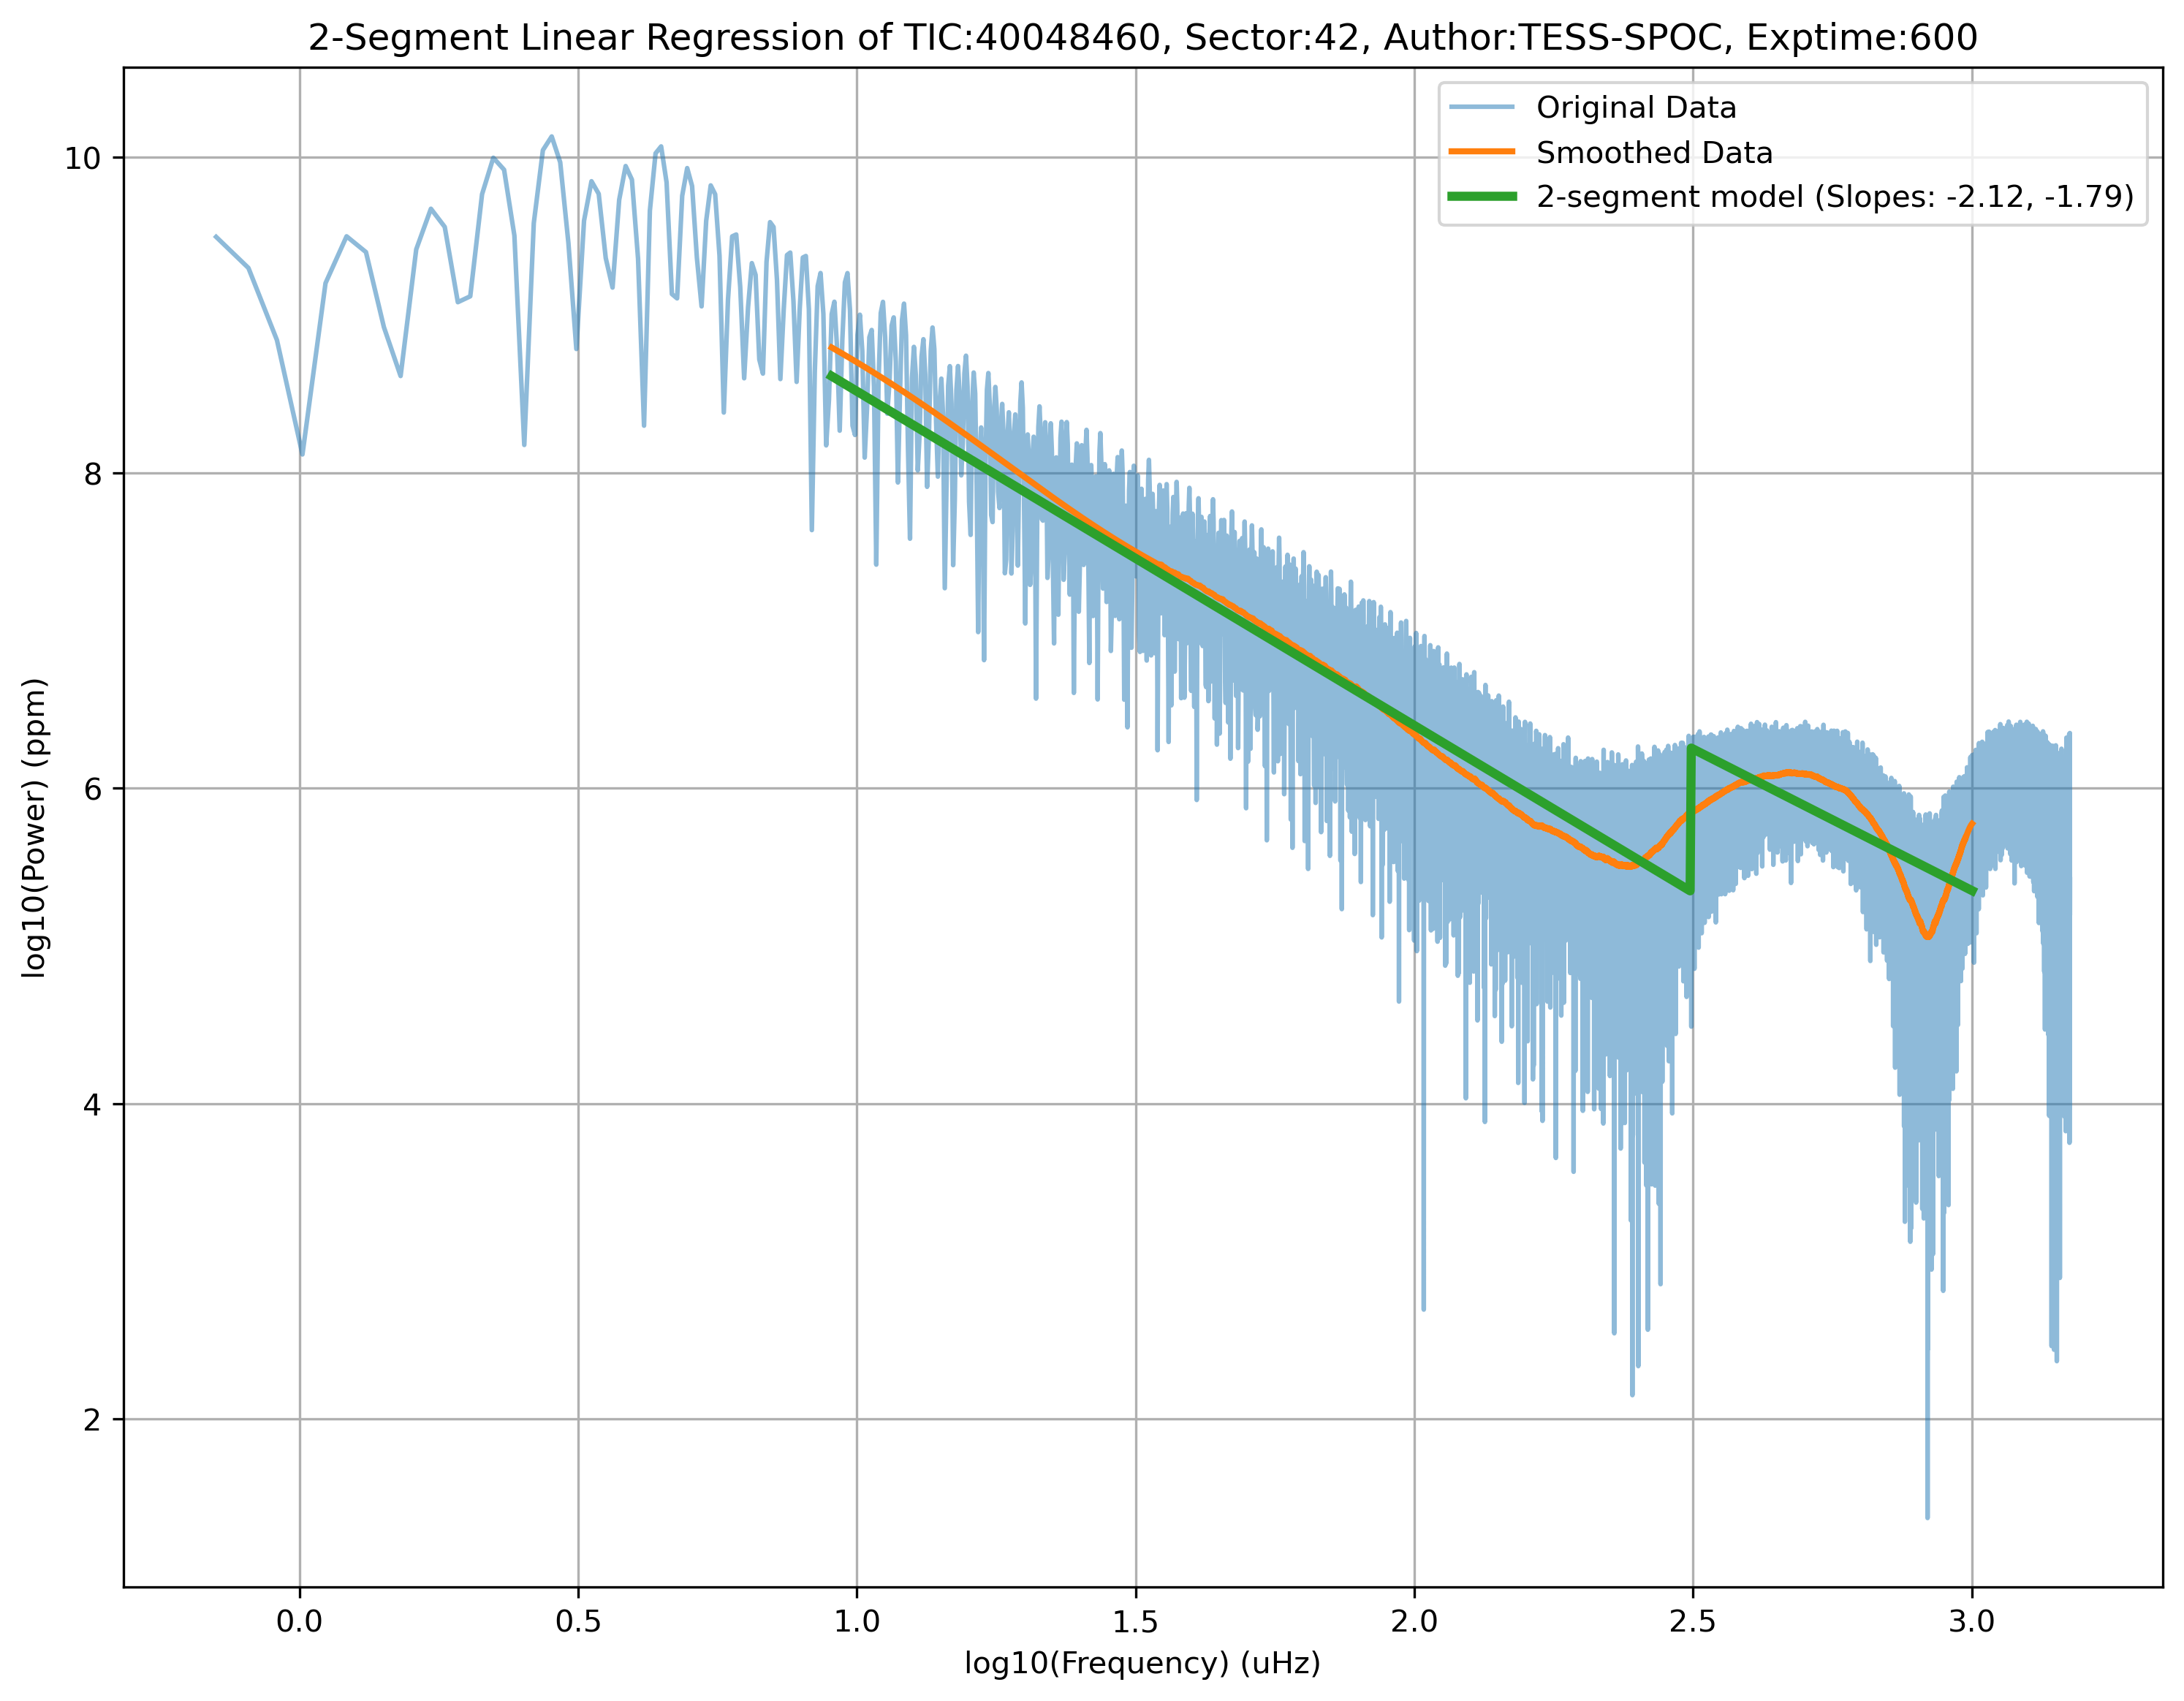 2-Segment Linear Regression of TIC:40048460, Sector:42, Author:TESS-SPOC, Exptime:600
Original Data
Smoothed Data
2-segment model (Slopes: -2.12, -1.79)
10
8
6
4
2
log10(Power) (ppm)
0.0 0.5 1.0 1.5 2.0 2.5 3.0
log10(Frequency) (uHz)